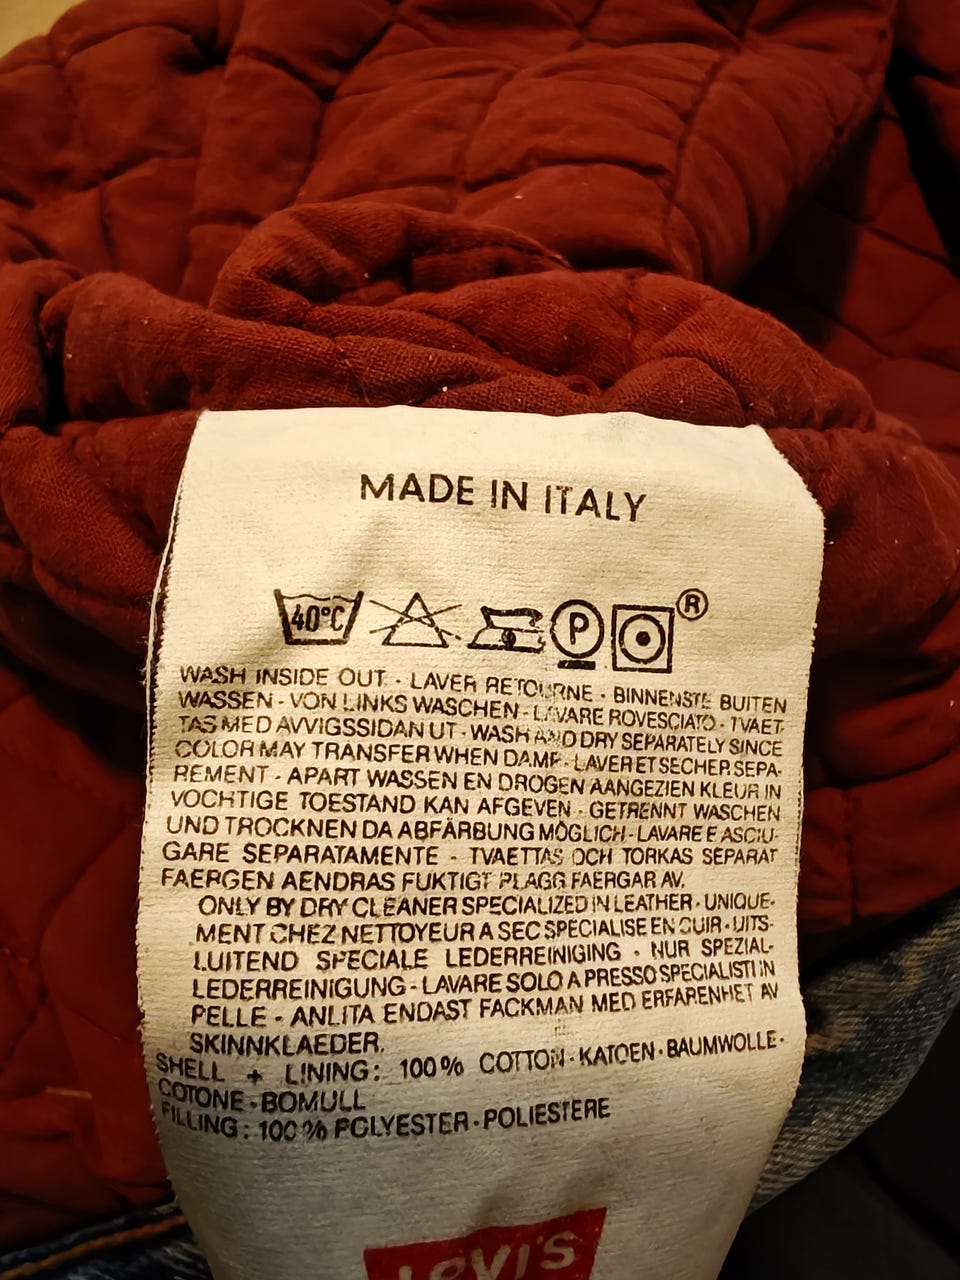 MADE IN ITALY
40°C P ®
WASH INSIDE OUT - LAVER RETOURNE - BINNENSTE BUITEN
WASSEN - VON LINKS WASCHEN - LAVARE ROVESCIATO - TVAET-
TAS MED AVVIGSSIDAN UT - WASH AND DRY SEPARATELY SINCE
COLOR MAY TRANSFER WHEN DAMP - LAVER ET SECHER SEPA-
REMENT - APART WASSEN EN DROGEN AANGEZIEN KLEUR IN
VOCHTIGE TOESTAND KAN AFGEVEN - GETRENNT WASCHEN
UND TROCKNEN DA ABFÄRBUNG MÖGLICH - LAVARE E ASCIU-
GARE SEPARATAMENTE - TVAETTAS OCH TORKAS SEPARAT
FAERGEN AENDRAS FUKTIGT PLAGG FAERGAR AV.
ONLY BY DRY CLEANER SPECIALIZED IN LEATHER - UNIQUE-
MENT CHEZ NETTOYEUR A SEC SPECIALISE EN CUIR - UITS-
LUITEND SPECIALE LEDERREINIGING - NUR SPEZIAL-
LEDERREINIGUNG - LAVARE SOLO A PRESSO SPECIALISTI IN
PELLE - ANLITA ENDAST FACKMAN MED ERFARENHET AV
SKINNKLAEDER.
SHELL + LINING: 100% COTTON - KATOEN - BAUMWOLLE -
COTONE - BOMULL
FILLING: 100% POLYESTER - POLIESTERE
LEVI'S